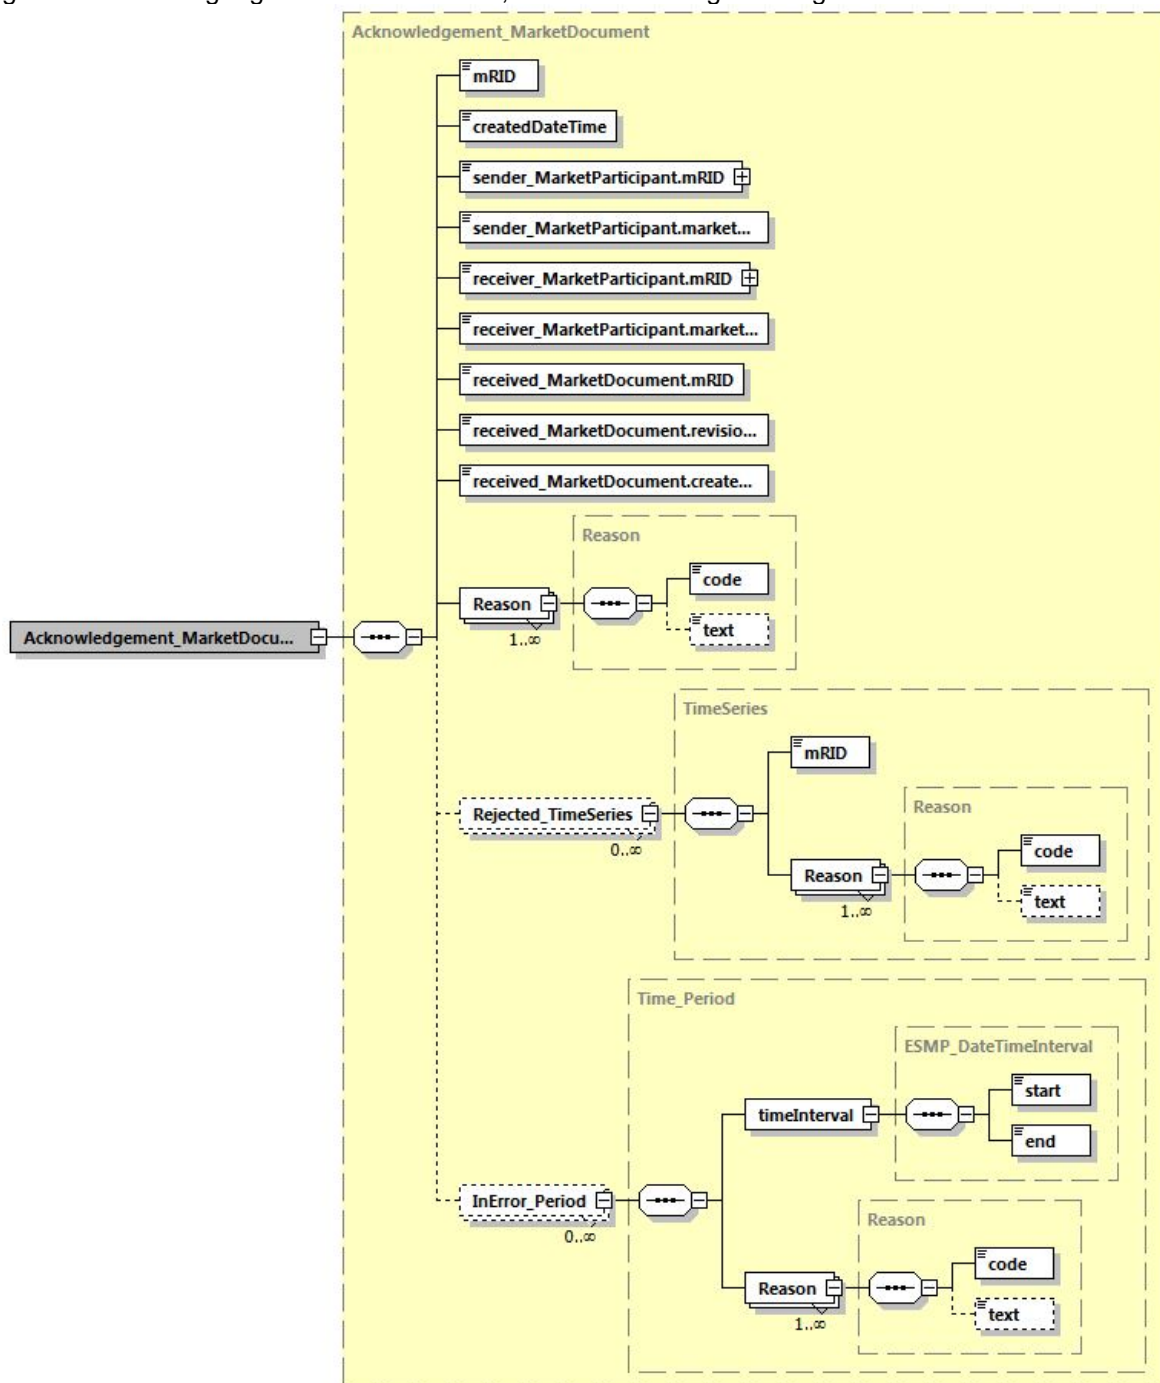 Acknowledgement_MarketDocument
mRID
createdDateTime
sender_MarketParticipant.mRID
sender_MarketParticipant.market...
receiver_MarketParticipant.mRID
receiver_MarketParticipant.market...
received_MarketDocument.mRID
received_MarketDocument.revisio...
received_MarketDocument.create...
Reason
code
Reason
text
1..∞
Acknowledgement_MarketDocu...
TimeSeries
mRID
Rejected_TimeSeries
0..∞
Reason
code
Reason
text
1..∞
Time_Period
ESMP_DateTimeInterval
start
timeInterval
end
InError_Period
0..∞
Reason
code
Reason
text
1..∞